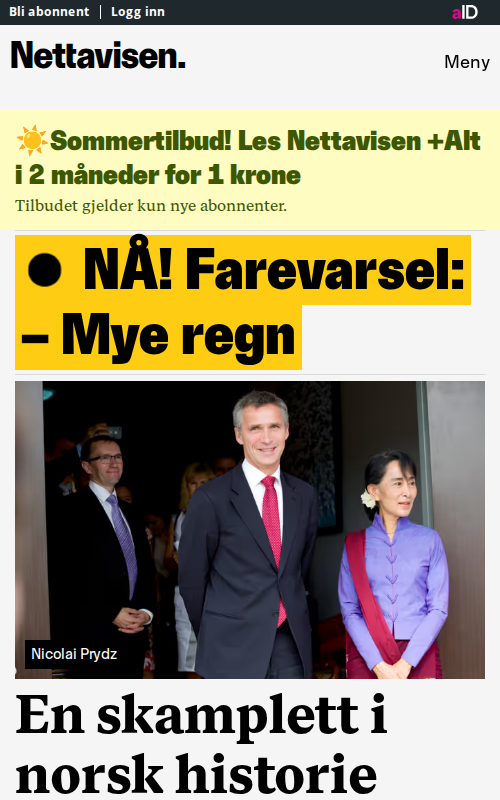 Bli abonnent | Logg inn
aID
Nettavisen.
Meny
☀️Sommertilbud! Les Nettavisen +Alt
i 2 måneder for 1 krone
Tilbudet gjelder kun nye abonnenter.
● NÅ! Farevarsel:
– Mye regn
Nicolai Prydz
En skamplett i
norsk historie